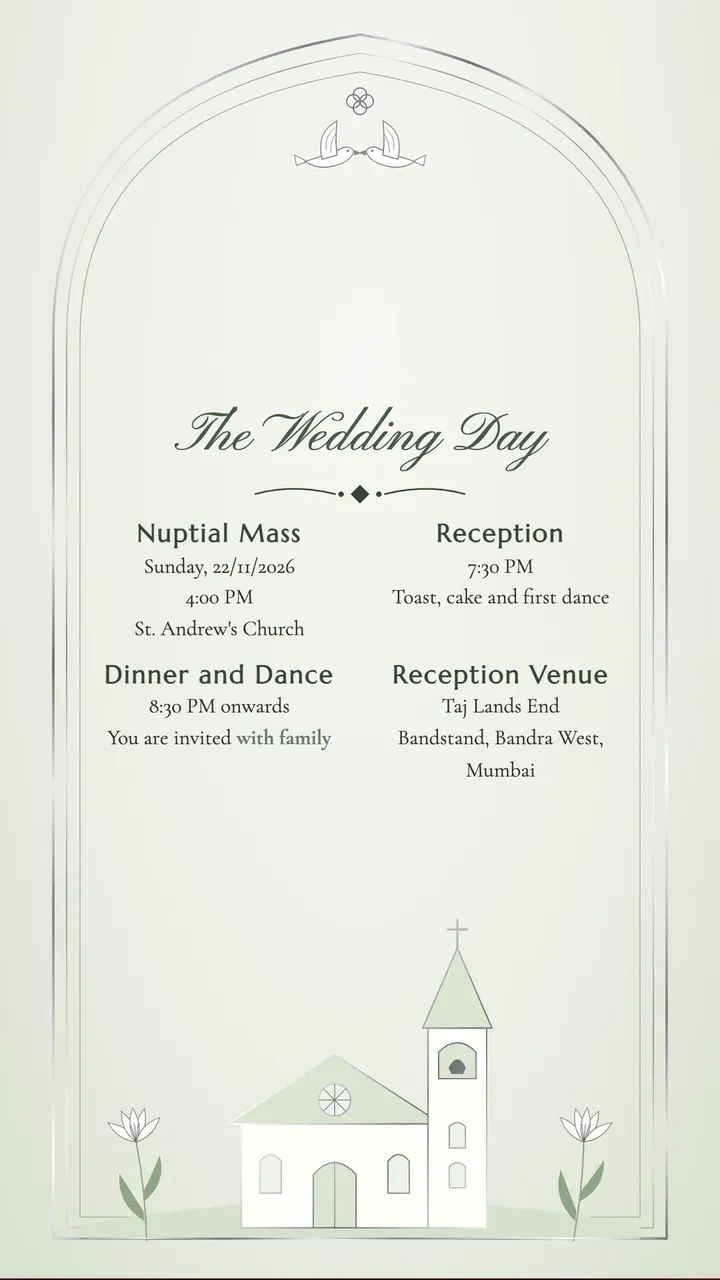 The Wedding Day
Nuptial Mass
Sunday, 22/11/2026
4:00 PM
St. Andrew's Church
Reception
7:30 PM
Toast, cake and first dance
Dinner and Dance
8:30 PM onwards
You are invited with family
Reception Venue
Taj Lands End
Bandstand, Bandra West,
Mumbai